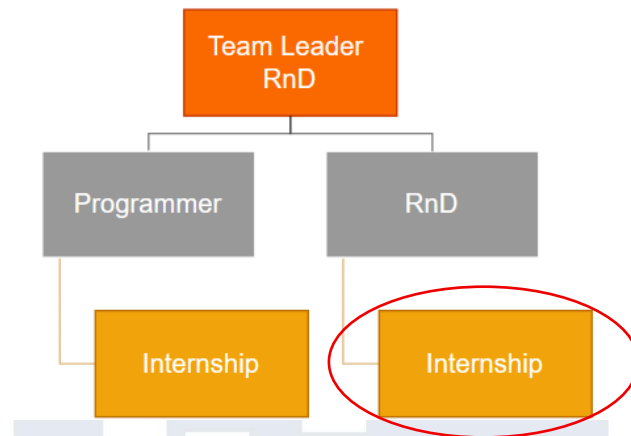 Team Leader
RnD
Programmer
RnD
Internship
Internship